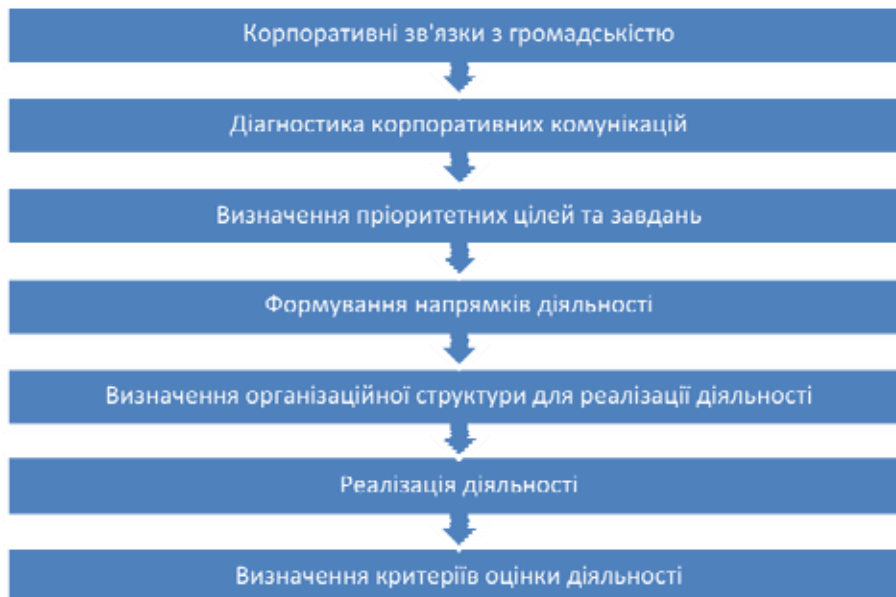 Корпоративні зв'язки з громадськістю
Діагностика корпоративних комунікацій
Визначення пріоритетних цілей та завдань
Формування напрямків діяльності
Визначення організаційної структури для реалізації діяльності
Реалізація діяльності
Визначення критеріїв оцінки діяльності